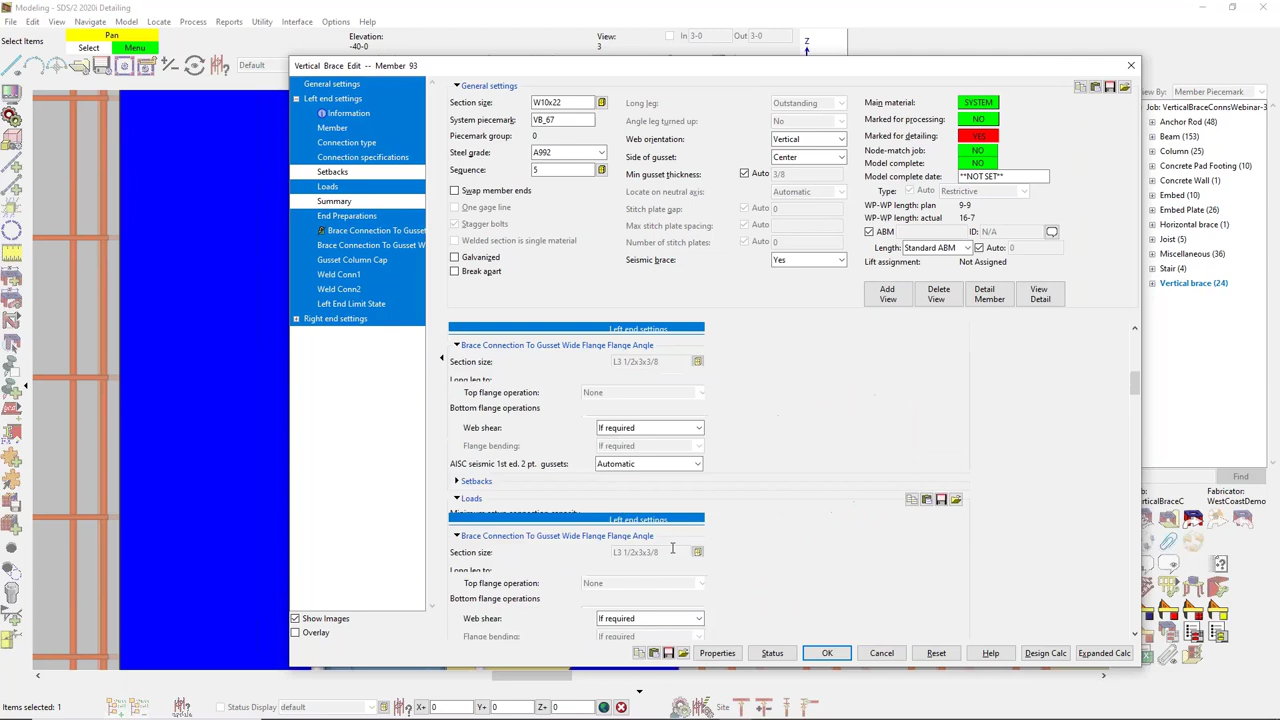 Modeling - SDS/2 2020i Detailing
File Edit View Navigate Model Locate Process Reports Utility Interface Options Help
Select Items
Pan
Select Menu
Elevation:
-40-0
In 3-0 Out 3-0
View:
3
Z
Default
View By: Member Piecemark
Vertical Brace Edit -- Member 93
General settings
Left end settings
Information
Member
Connection type
Connection specifications
Setbacks
Loads
Summary
End Preparations
Brace Connection To Gusse
Brace Connection To Gusset W
Gusset Column Cap
Weld Conn1
Weld Conn2
Left End Limit State
Right end settings
Show Images
Overlay
General settings
Section size: W10x22
System piecemark: VB_67
Piecemark group: 0
Steel grade: A992
Sequence: 5
Swap member ends
One gage line
Stagger bolts
Welded section is single material
Galvanized
Break apart
Long leg: Outstanding
Angle leg turned up: No
Web orientation: Vertical
Side of gusset: Center
Min gusset thickness: Auto 3/8
Locate on neutral axis: Automatic
Stitch plate gap: Auto 0
Max stitch plate spacing: Auto 0
Number of stitch plates: Auto 0
Seismic brace: Yes
Main material: SYSTEM
Marked for processing: NO
Marked for detailing: YES
Node-match job: NO
Model complete: NO
Model complete date: **NOT SET**
Type: Auto Restrictive
WP-WP length: plan 9-9
WP-WP length: actual 16-7
ABM ID: N/A
Length: Standard ABM Auto: 0
Lift assignment: Not Assigned
Add View
Delete View
Detail Member
View Detail
Left end settings
Brace Connection To Gusset Wide Flange Flange Angle
Section size: L3 1/2x3x3/8
Long leg to:
Top flange operation: None
Bottom flange operations
Web shear: If required
Flange bending: If required
AISC seismic 1st ed. 2 pt. gussets: Automatic
Setbacks
Loads
Left end settings
Brace Connection To Gusset Wide Flange Flange Angle
Section size: L3 1/2x3x3/8
Long leg to:
Top flange operation: None
Bottom flange operations
Web shear: If required
Flange bending: If required
Properties Status OK Cancel Reset Help Design Calc Expanded Calc
Job: VerticalBraceConnsWebinar-3
Anchor Rod (48)
Beam (153)
Column (25)
Concrete Pad Footing (10)
Concrete Wall (1)
Embed (10)
Embed Plate (26)
Horizontal brace (1)
Joist (5)
Miscellaneous (36)
Stair (4)
Vertical brace (24)
Find
Fabricator:
erticalBraceC WestCoastDemo
Items selected: 1
Status Display default
X+ 0 Y+ 0 Z+ 0
Site